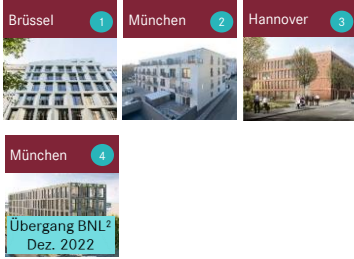 Brüssel 1
München 2
Hannover 3
München 4
Übergang BNL²
Dez. 2022